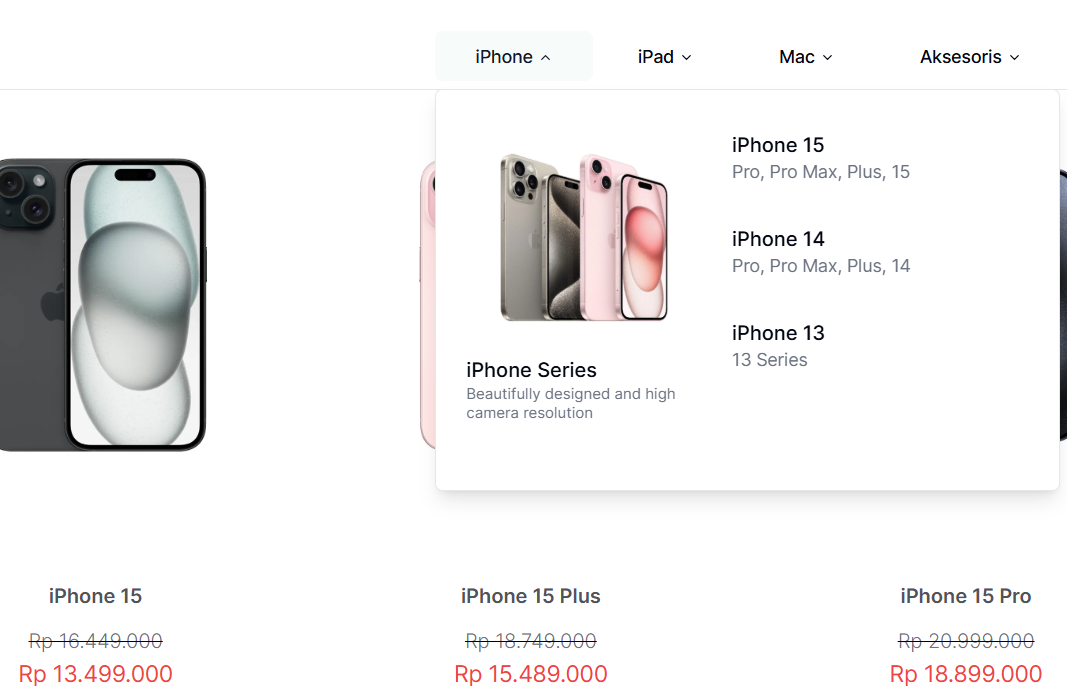 iPhone
iPad
Mac
Aksesoris
iPhone 15
Pro, Pro Max, Plus, 15
iPhone 14
Pro, Pro Max, Plus, 14
iPhone 13
13 Series
iPhone Series
Beautifully designed and high
camera resolution
iPhone 15
Rp 16.449.000
Rp 13.499.000
iPhone 15 Plus
Rp 18.749.000
Rp 15.489.000
iPhone 15 Pro
Rp 20.999.000
Rp 18.899.000